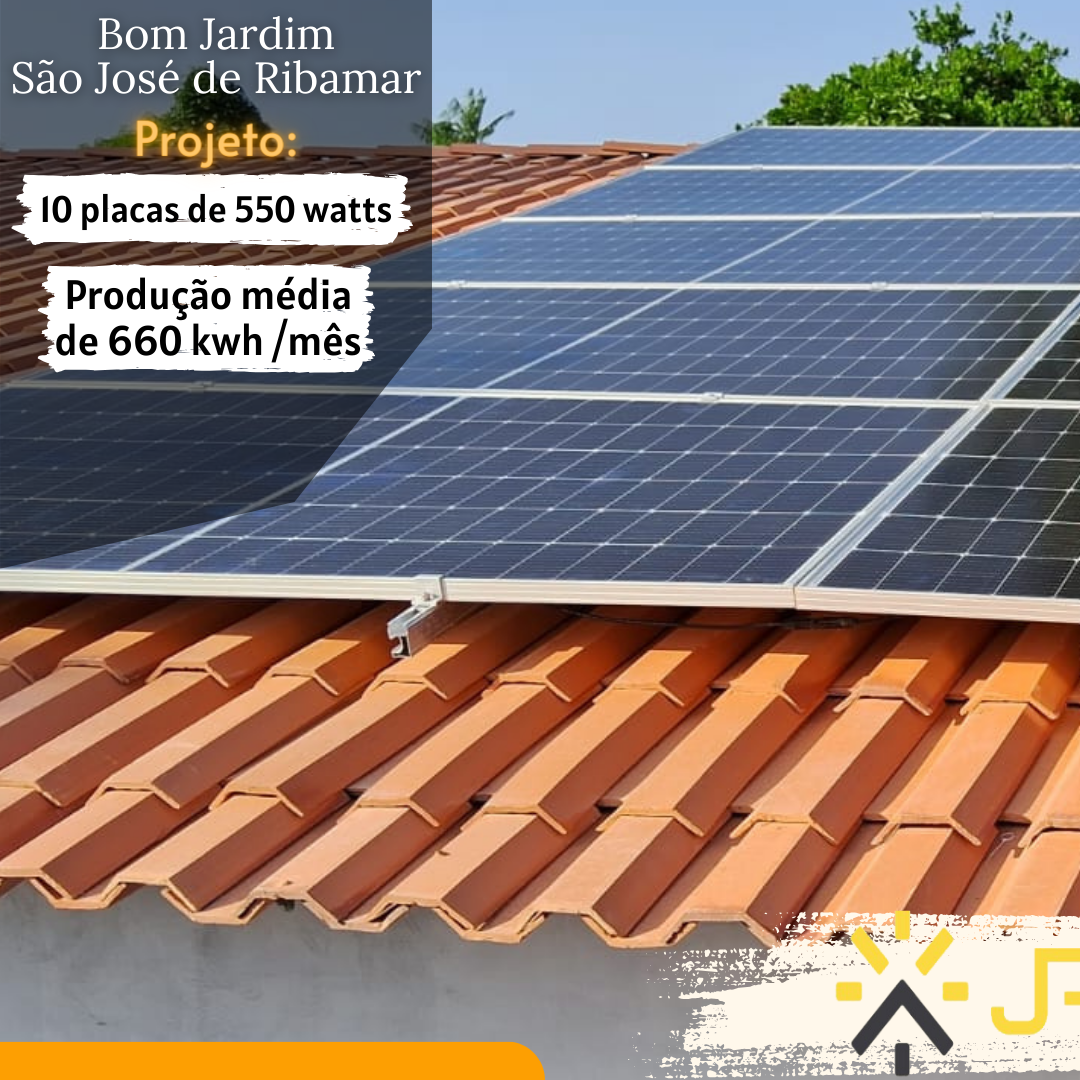 Bom Jardim
São José de Ribamar
Projeto:
10 placas de 550 watts
Produção média
de 660 kwh /mês